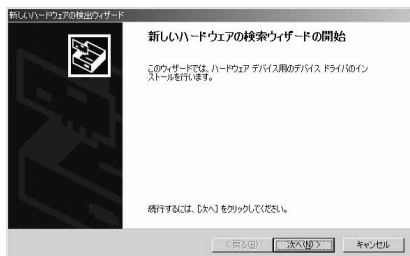 新しいハードウェアの検出ウィザード
新しいハードウェアの検索ウィザードの開始
このウィザードでは、ハードウェア デバイス用のデバイス ドライバのイン
ストールを行います。
続行するには、[次へ] をクリックしてください。
< 戻る(B) 次へ(N) > キャンセル